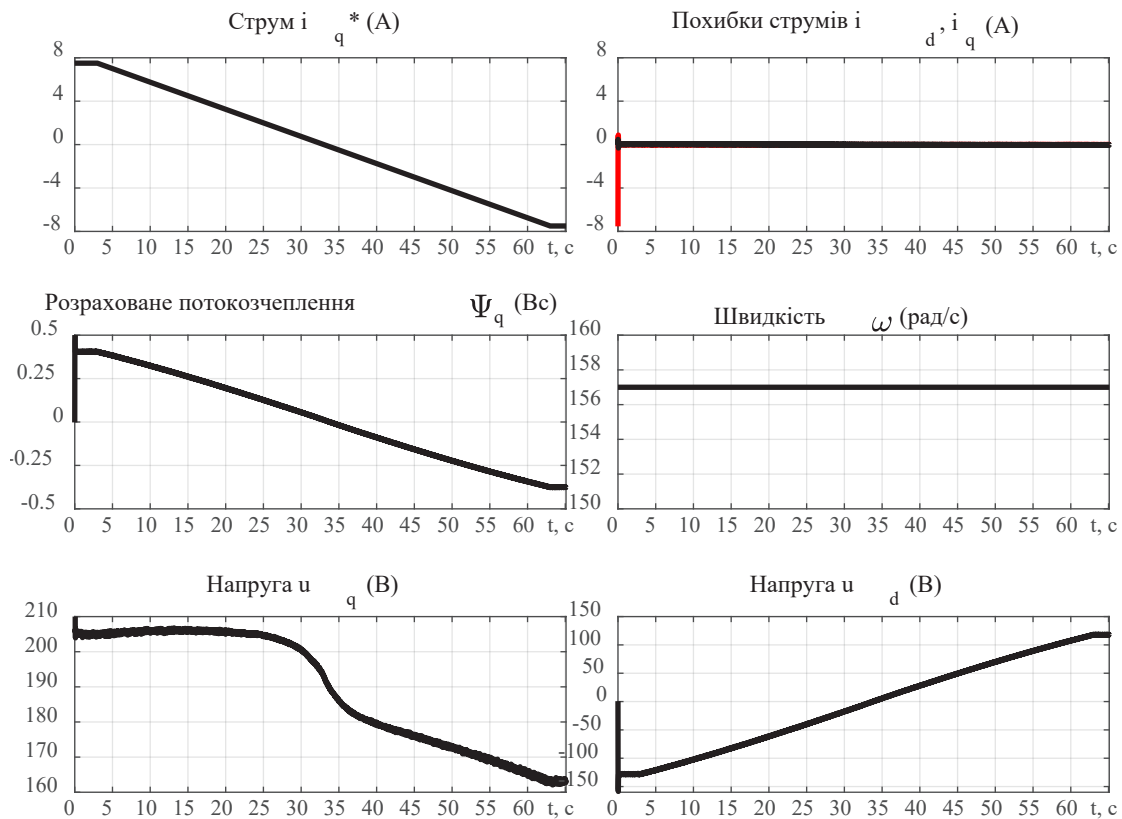 Струм i q* (А)
8
4
0
-4
-8
0 5 10 15 20 25 30 35 40 45 50 55 60 t, с
Похибки струмів i d, i q (А)
8
4
0
-4
-8
0 5 10 15 20 25 30 35 40 45 50 55 60 t, с
Розраховане потокозчеплення Ψq (Вс)
0.5
0.25
0
-0.25
-0.5
0 5 10 15 20 25 30 35 40 45 50 55 60 t, с
Швидкість ω (рад/с)
160
158
156
154
152
150
0 5 10 15 20 25 30 35 40 45 50 55 60 t, с
Напруга u q (В)
210
200
190
180
170
160
0 5 10 15 20 25 30 35 40 45 50 55 60 t, с
Напруга u d (В)
150
100
50
0
-50
-100
-150
0 5 10 15 20 25 30 35 40 45 50 55 60 t, с